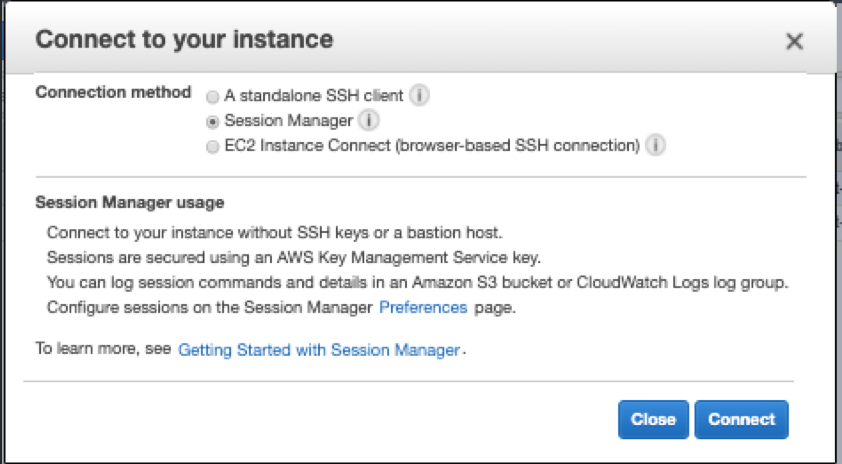 Connect to your instance
Connection method
A standalone SSH client
Session Manager
EC2 Instance Connect (browser-based SSH connection)
Session Manager usage
Connect to your instance without SSH keys or a bastion host.
Sessions are secured using an AWS Key Management Service key.
You can log session commands and details in an Amazon S3 bucket or CloudWatch Logs log group.
Configure sessions on the Session Manager Preferences page.
To learn more, see Getting Started with Session Manager.
Close Connect